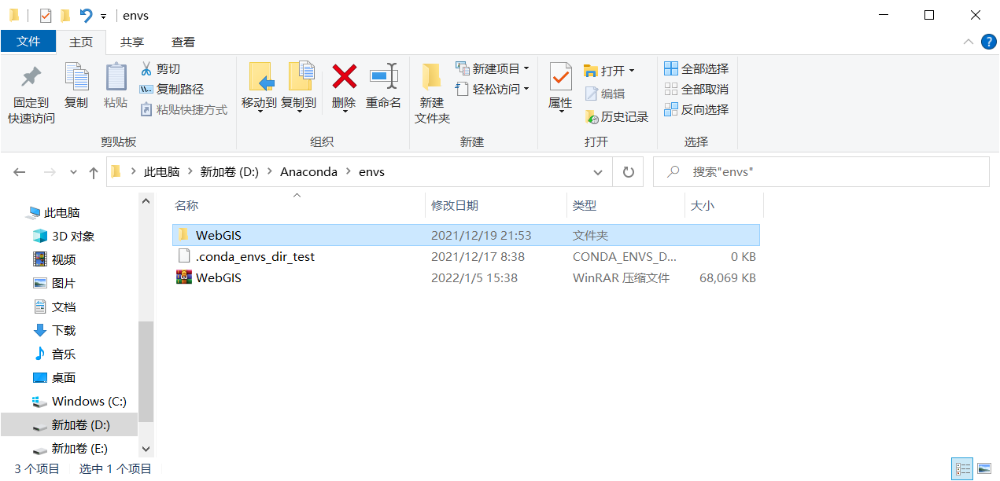 envs
文件 主页 共享 查看
固定到快速访问 复制 粘贴 剪切 复制路径 粘贴快捷方式
移动到 复制到 删除 重命名
新建文件夹 新建项目 轻松访问
属性 打开 编辑 历史记录
全部选择 全部取消 反向选择
剪贴板 组织 新建 打开 选择
此电脑 新加卷 (D:) Anaconda envs
搜索"envs"
名称 修改日期 类型 大小
WebGIS 2021/12/19 21:53 文件夹
.conda_envs_dir_test 2021/12/17 8:38 CONDA_ENVS_D... 0 KB
WebGIS 2022/1/5 15:38 WinRAR 压缩文件 68,069 KB
此电脑
3D 对象
视频
图片
文档
下载
音乐
桌面
Windows (C:)
新加卷 (D:)
新加卷 (E:)
3 个项目 选中 1 个项目